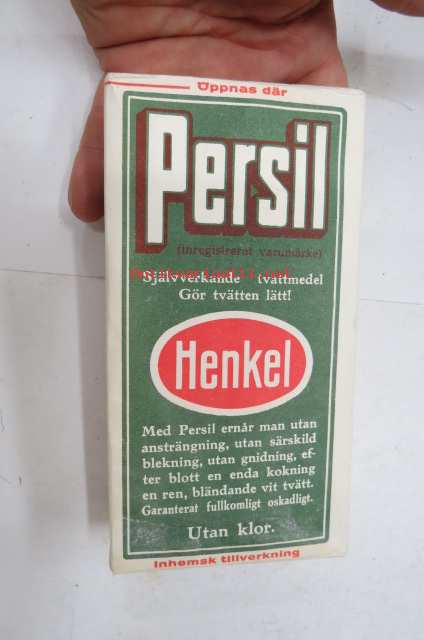 Öppnas där
Persil
(inregistrerat varumärke)
Självverkande tvättmedel
Gör tvätten lätt!
Henkel
Med Persil ernår man utan
ansträngning, utan särskild
blekning, utan gnidning, ef-
ter blott en enda kokning
en ren, bländande vit tvätt.
Garanterat fullkomligt oskadligt.
Utan klor.
Inhemsk tillverkning